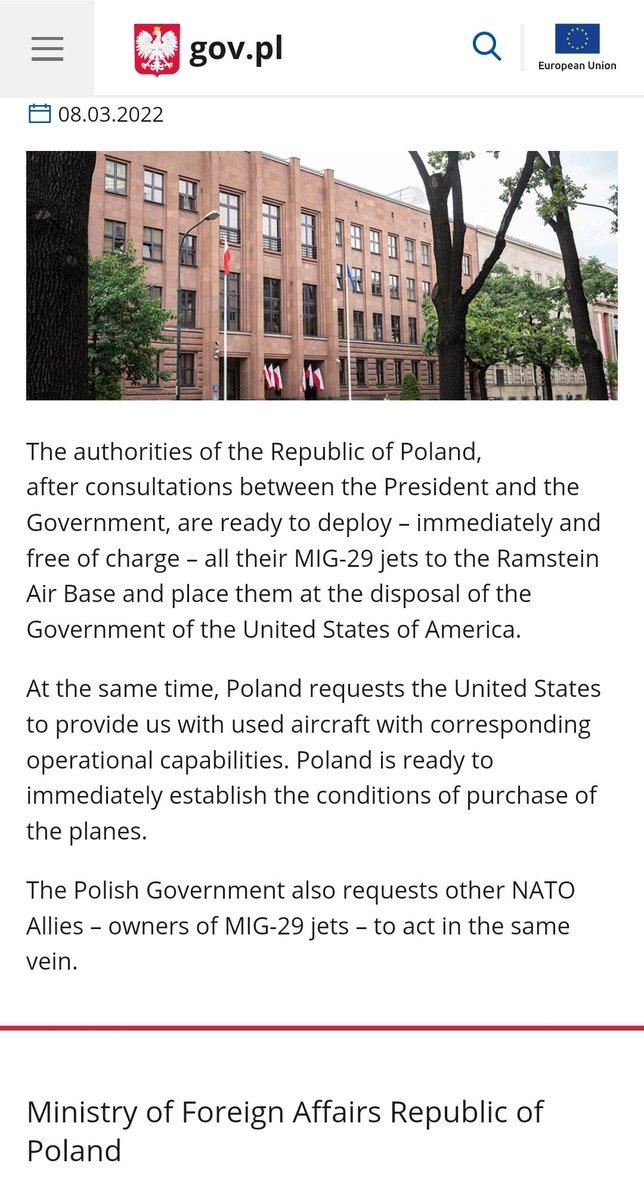 gov.pl
European Union
08.03.2022
The authorities of the Republic of Poland,
after consultations between the President and the
Government, are ready to deploy – immediately and
free of charge – all their MIG-29 jets to the Ramstein
Air Base and place them at the disposal of the
Government of the United States of America.
At the same time, Poland requests the United States
to provide us with used aircraft with corresponding
operational capabilities. Poland is ready to
immediately establish the conditions of purchase of
the planes.
The Polish Government also requests other NATO
Allies – owners of MIG-29 jets – to act in the same
vein.
Ministry of Foreign Affairs Republic of
Poland